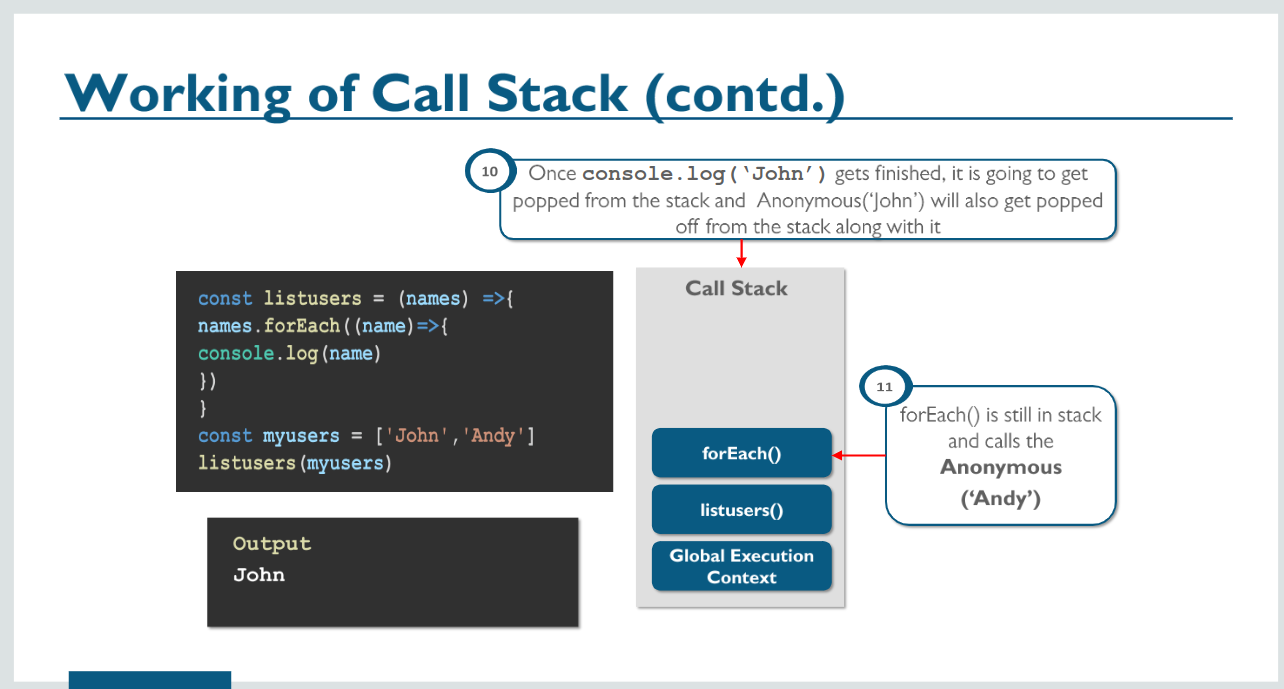 Working of Call Stack (contd.)
10
Once console.log(‘John’) gets finished, it is going to get
popped from the stack and Anonymous(‘John’) will also get popped
off from the stack along with it
const listusers = (names) =>{
names.forEach((name)=>{
console.log(name)
})
}
const myusers = ['John','Andy']
listusers(myusers)
Output
John
Call Stack
forEach()
listusers()
Global Execution
Context
11
forEach() is still in stack
and calls the
Anonymous
(‘Andy’)